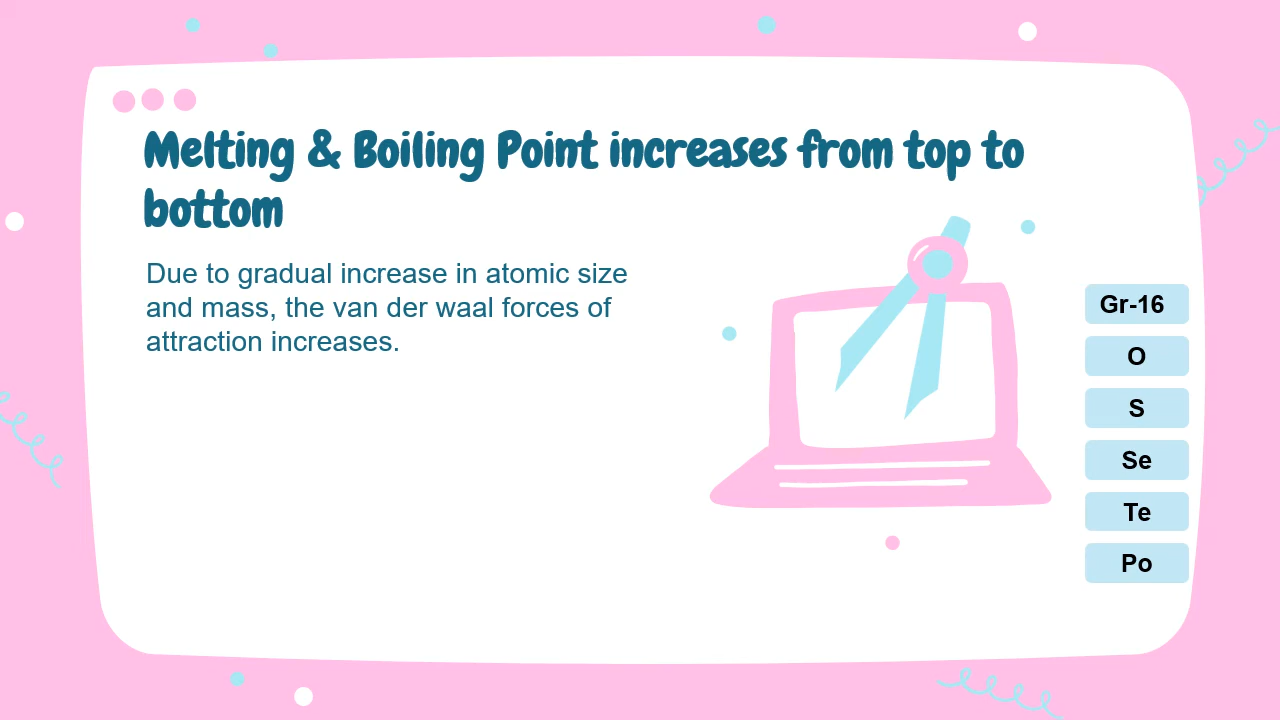 Melting & Boiling Point increases from top to
bottom
Due to gradual increase in atomic size
and mass, the van der waal forces of
attraction increases.
Gr-16
O
S
Se
Te
Po